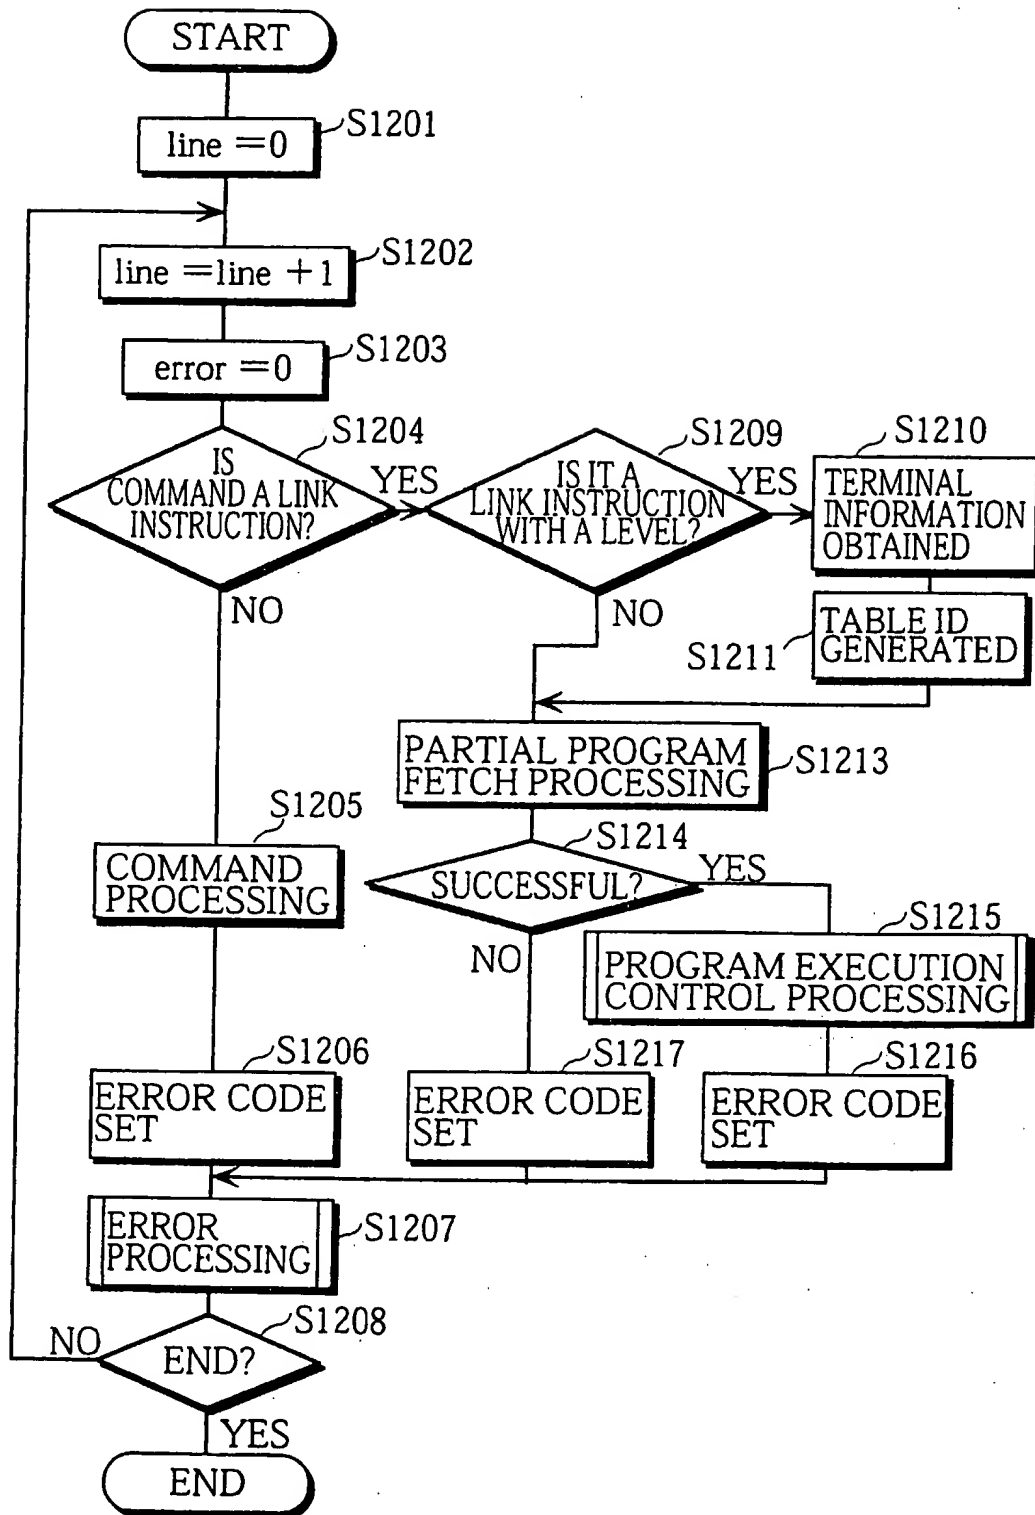 START
S1201
line =0
S1202
line =line +1
S1203
error =0
S1204
IS
COMMAND A LINK
INSTRUCTION?
YES
NO
S1209
IS IT A
LINK INSTRUCTION
WITH A LEVEL?
YES
NO
S1210
TERMINAL
INFORMATION
OBTAINED
S1211
TABLE ID
GENERATED
PARTIAL PROGRAM
FETCH PROCESSING
S1213
S1205
COMMAND
PROCESSING
S1214
SUCCESSFUL?
YES
NO
S1215
PROGRAM EXECUTION
CONTROL PROCESSING
S1206
ERROR CODE
SET
S1217
ERROR CODE
SET
S1216
ERROR CODE
SET
ERROR
PROCESSING
S1207
S1208
NO
END?
YES
END